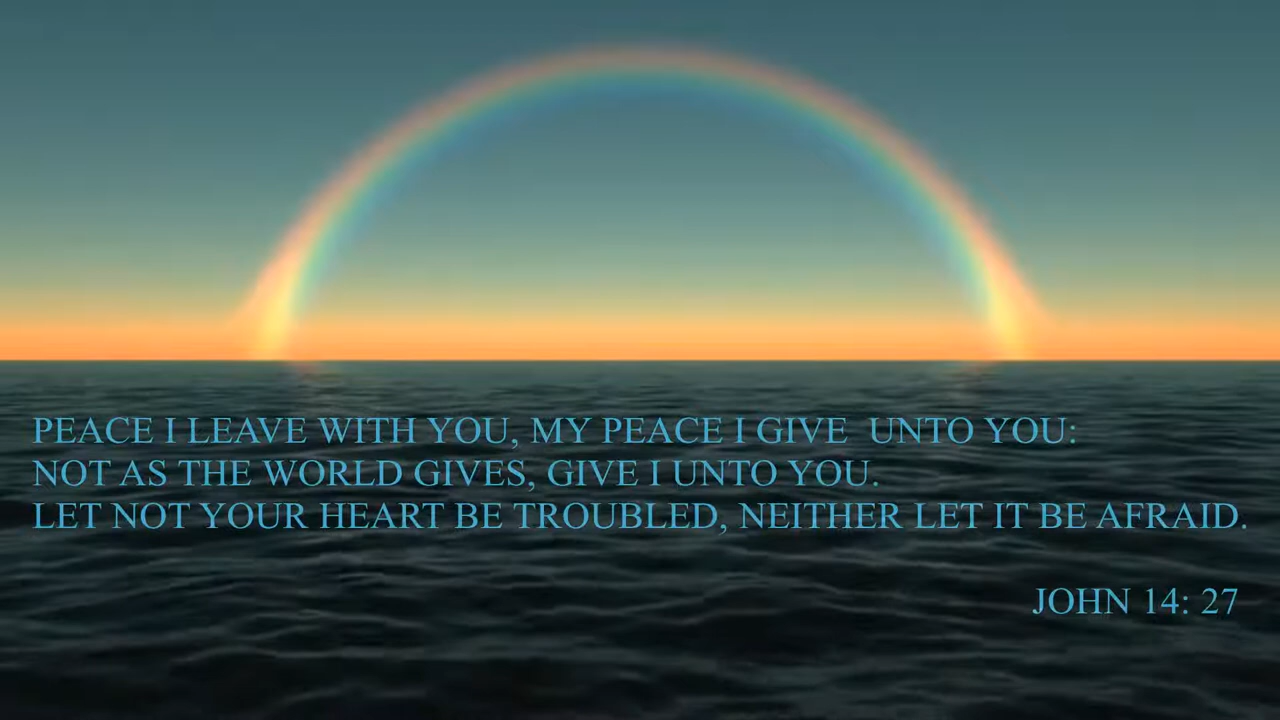 PEACE I LEAVE WITH YOU, MY PEACE I GIVE  UNTO YOU:
NOT AS THE WORLD GIVES, GIVE I UNTO YOU.
LET NOT YOUR HEART BE TROUBLED, NEITHER LET IT BE AFRAID.
JOHN 14: 27